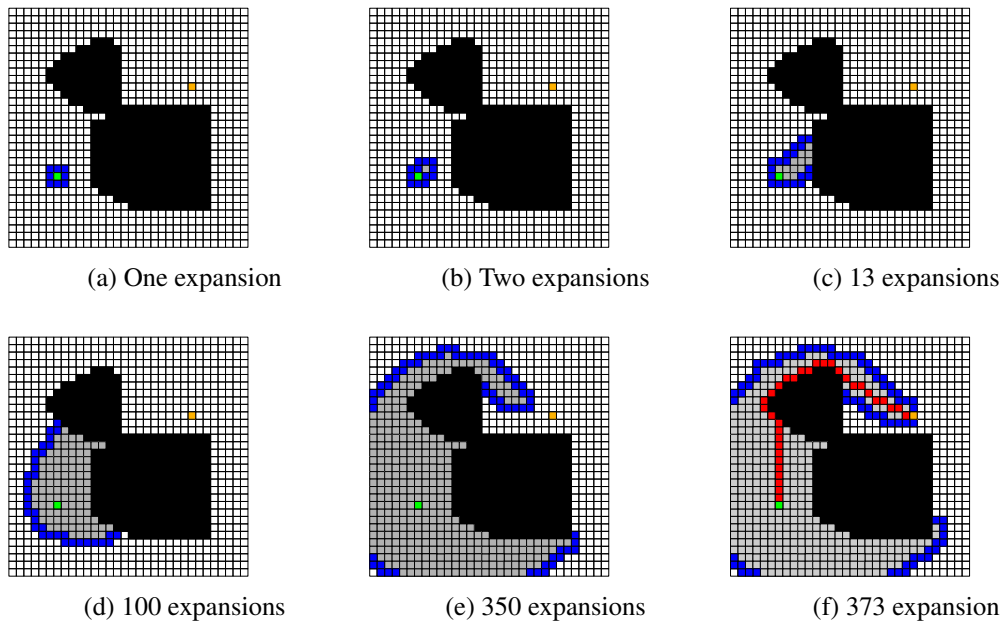 (a) One expansion
(b) Two expansions
(c) 13 expansions
(d) 100 expansions
(e) 350 expansions
(f) 373 expansion